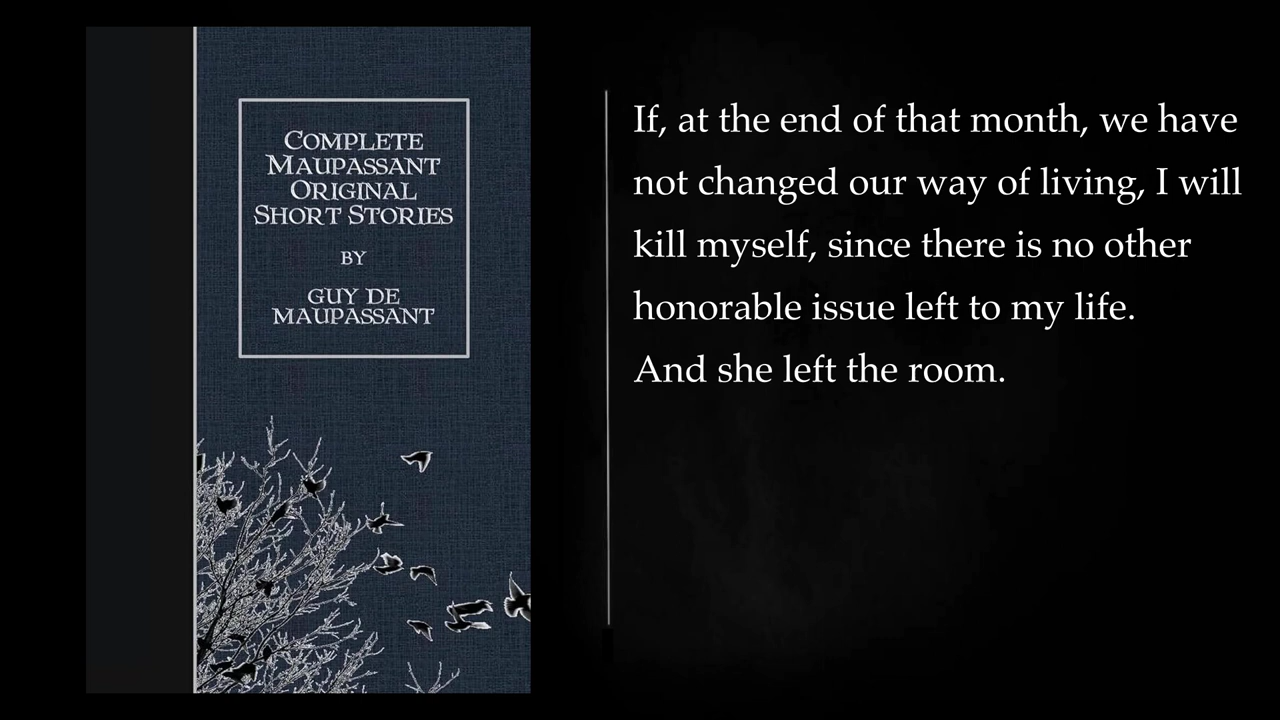 COMPLETE
MAUPASSANT
ORIGINAL
SHORT STORIES
BY
GUY DE
MAUPASSANT
If, at the end of that month, we have
not changed our way of living, I will
kill myself, since there is no other
honorable issue left to my life.
And she left the room.